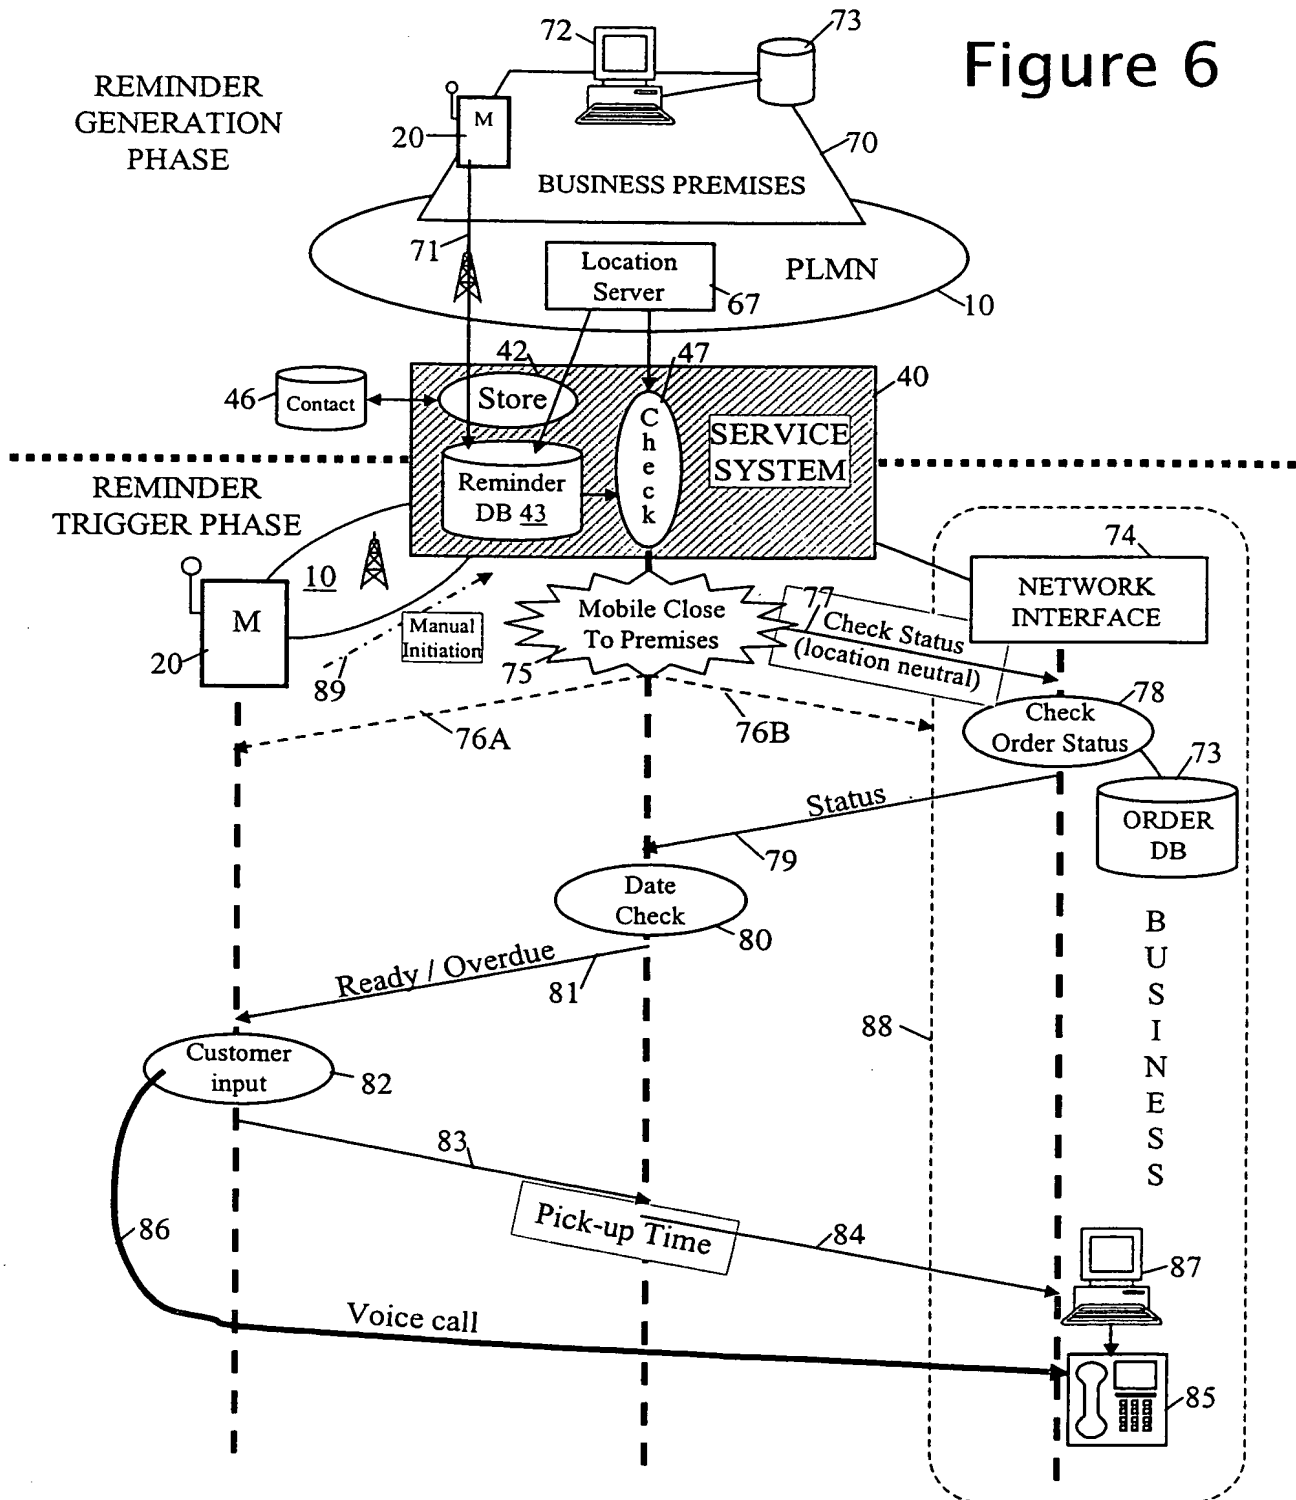 Figure 6
72
73
REMINDER
GENERATION
PHASE
M
20
70
BUSINESS PREMISES
71
Location
Server
PLMN
67
10
42
47
40
46
Contact
Store
Check
SERVICE
SYSTEM
REMINDER
TRIGGER PHASE
Reminder
DB 43
10
74
NETWORK
INTERFACE
M
20
Manual
Initiation
89
Mobile Close
To Premises
75
77
Check Status
(location neutral)
78
Check
Order Status
76A
76B
73
ORDER
DB
Status
79
Date
Check
80
BUSINESS
Ready / Overdue
81
88
Customer
input
82
83
Pick-up Time
84
86
87
Voice call
85